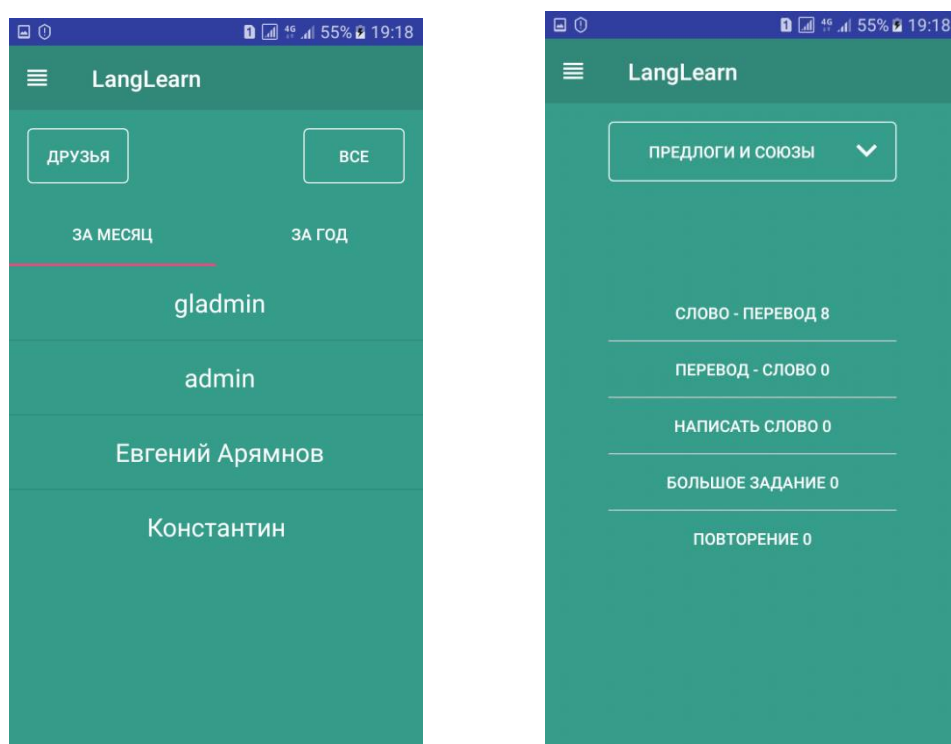 55% 19:18
LangLearn
ДРУЗЬЯ
ВСЕ
ЗА МЕСЯЦ
ЗА ГОД
gladmin
admin
Евгений Арямнов
Константин
55% 19:18
LangLearn
ПРЕДЛОГИ И СОЮЗЫ
СЛОВО - ПЕРЕВОД 8
ПЕРЕВОД - СЛОВО 0
НАПИСАТЬ СЛОВО 0
БОЛЬШОЕ ЗАДАНИЕ 0
ПОВТОРЕНИЕ 0